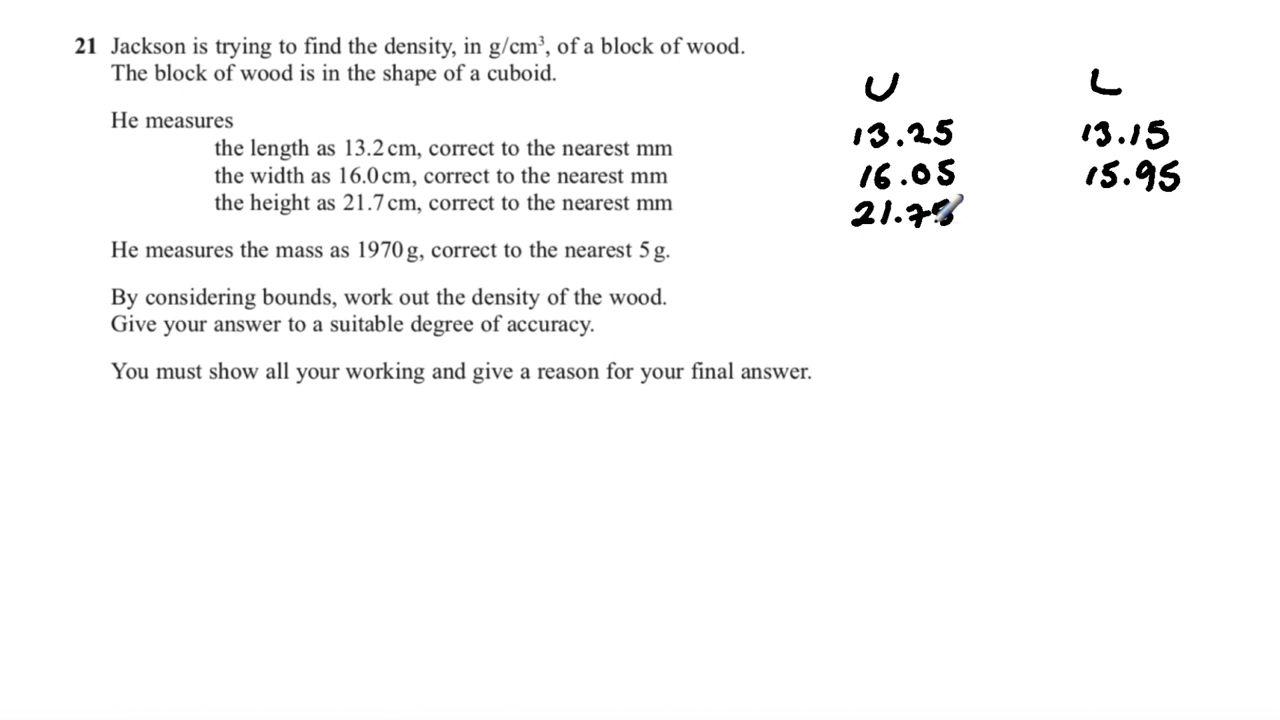 21 Jackson is trying to find the density, in g/cm³, of a block of wood.
The block of wood is in the shape of a cuboid.
He measures
the length as 13.2 cm, correct to the nearest mm
the width as 16.0 cm, correct to the nearest mm
the height as 21.7 cm, correct to the nearest mm
He measures the mass as 1970 g, correct to the nearest 5 g.
By considering bounds, work out the density of the wood.
Give your answer to a suitable degree of accuracy.
You must show all your working and give a reason for your final answer.
U L
13.25 13.15
16.05 15.95
21.75